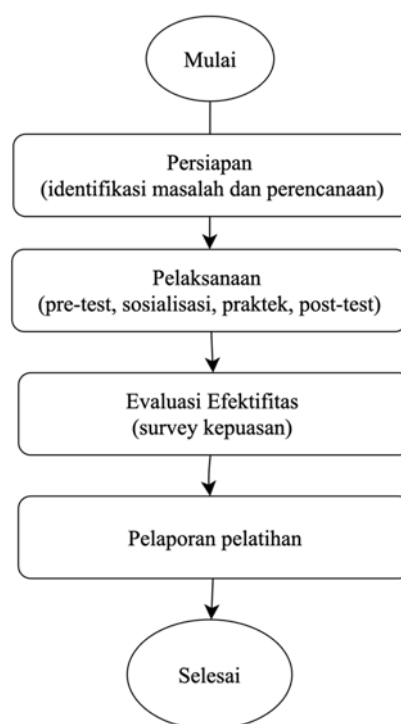 Mulai
Persiapan
(identifikasi masalah dan perencanaan)
Pelaksanaan
(pre-test, sosialisasi, praktek, post-test)
Evaluasi Efektifitas
(survey kepuasan)
Pelaporan pelatihan
Selesai